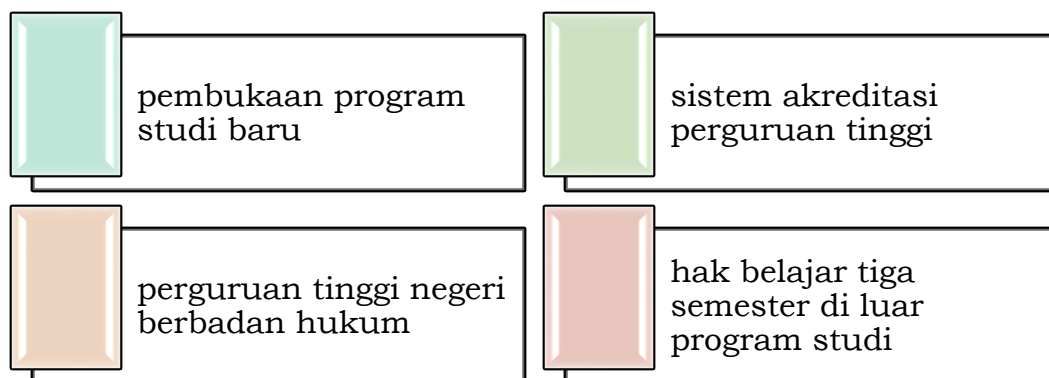 pembukaan program
studi baru
sistem akreditasi
perguruan tinggi
perguruan tinggi negeri
berbadan hukum
hak belajar tiga
semester di luar
program studi